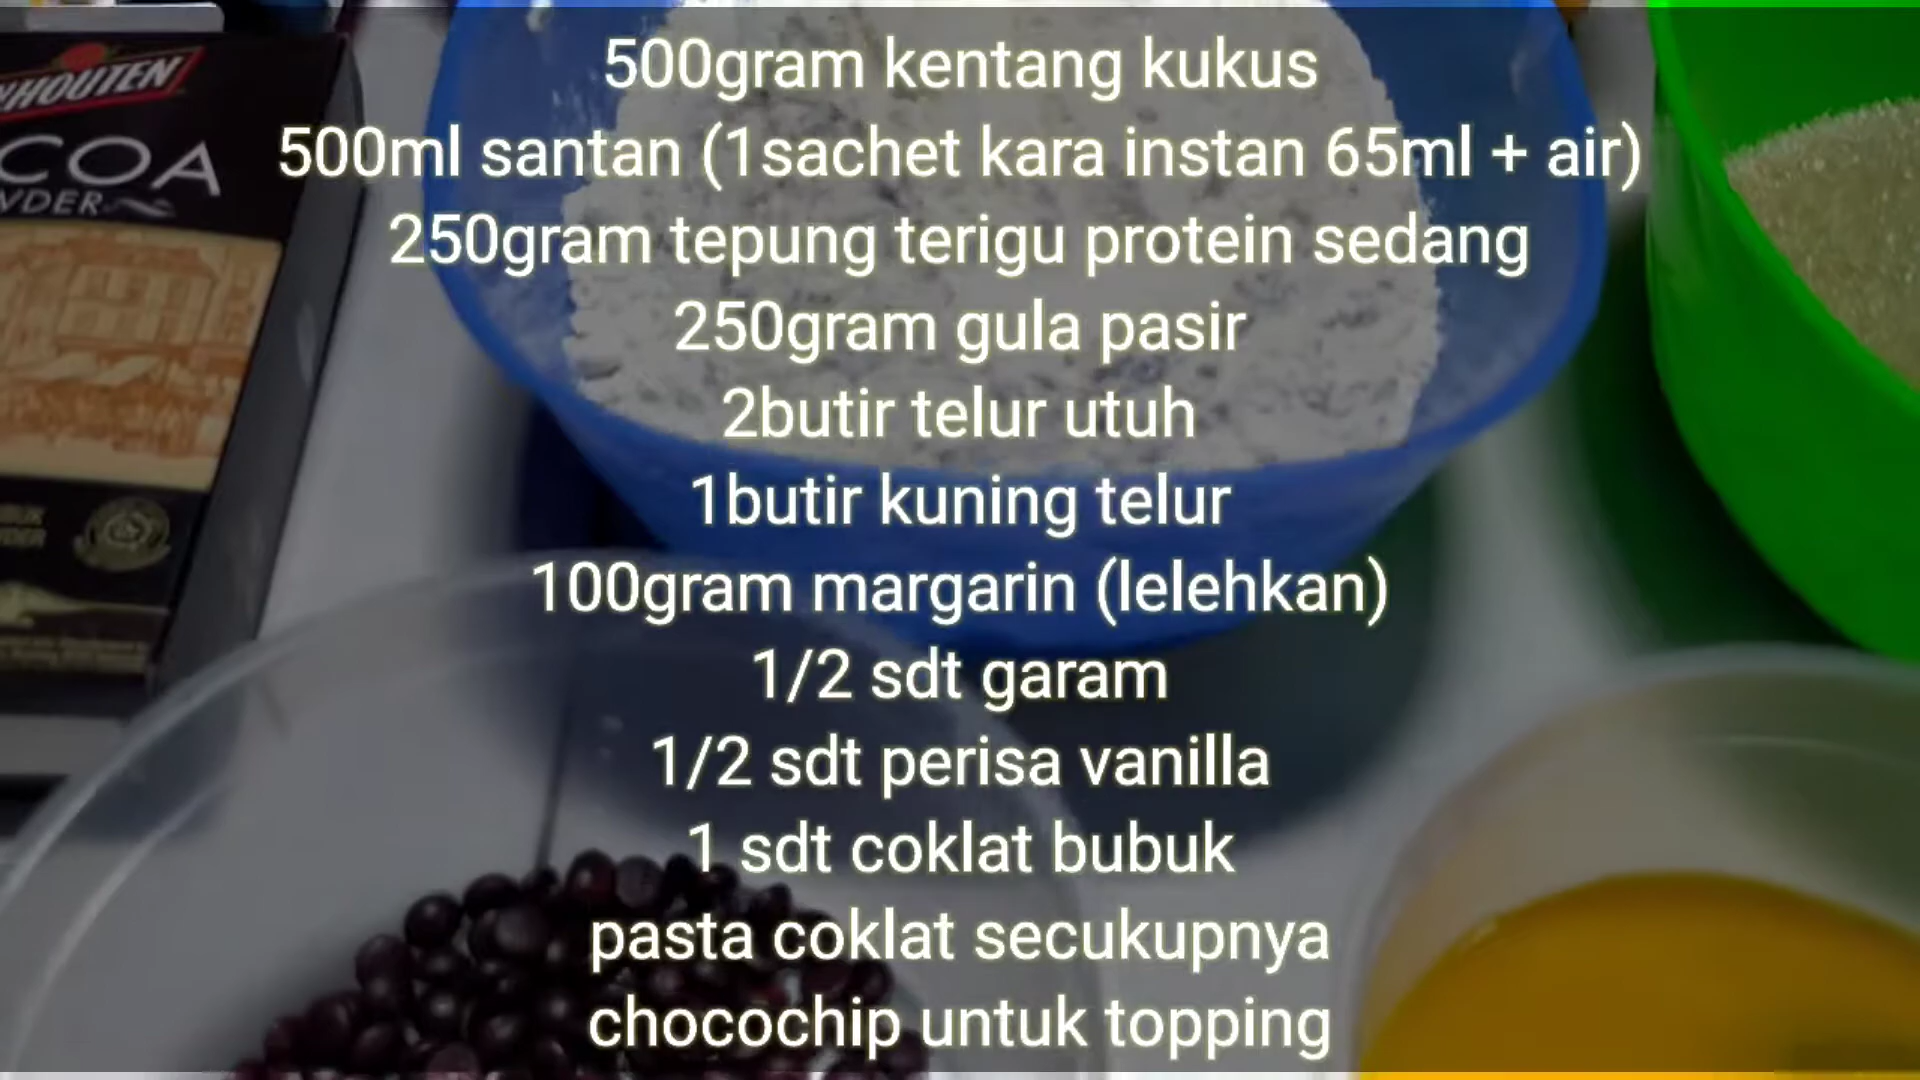 500gram kentang kukus
500ml santan (1sachet kara instan 65ml + air)
250gram tepung terigu protein sedang
250gram gula pasir
2butir telur utuh
1butir kuning telur
100gram margarin (lelehkan)
1/2 sdt garam
1/2 sdt perisa vanilla
1 sdt coklat bubuk
pasta coklat secukupnya
chocochip untuk topping
HOUTEN
COA